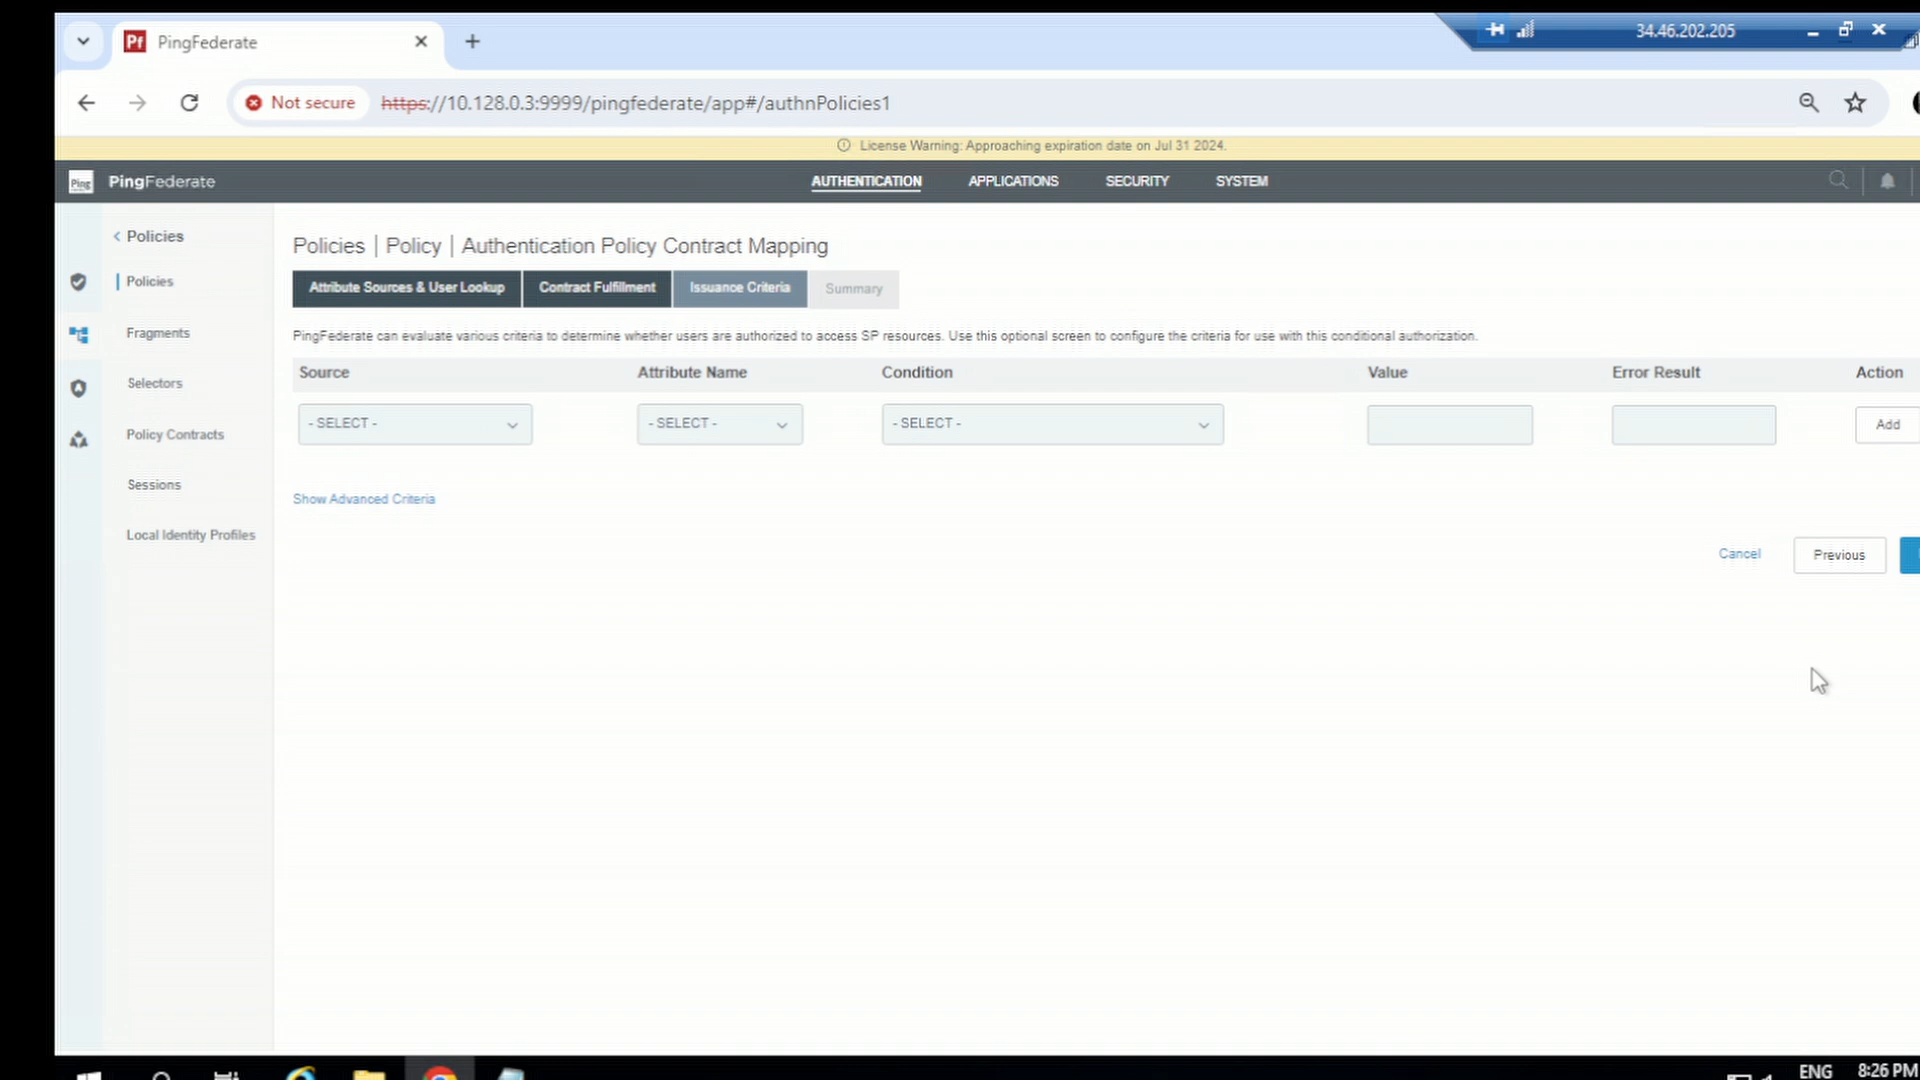 PingFederate
34.46.202.205
Not secure https://10.128.0.3:9999/pingfederate/app#/authnPolicies1
License Warning: Approaching expiration date on Jul 31 2024.
Ping PingFederate AUTHENTICATION APPLICATIONS SECURITY SYSTEM
Policies
Policies
Fragments
Selectors
Policy Contracts
Sessions
Local Identity Profiles
Policies | Policy | Authentication Policy Contract Mapping
Attribute Sources & User Lookup Contract Fulfillment Issuance Criteria Summary
PingFederate can evaluate various criteria to determine whether users are authorized to access SP resources. Use this optional screen to configure the criteria for use with this conditional authorization.
Source Attribute Name Condition Value Error Result Action
- SELECT - - SELECT - - SELECT - Add
Show Advanced Criteria
Cancel Previous
ENG 8:26 PM